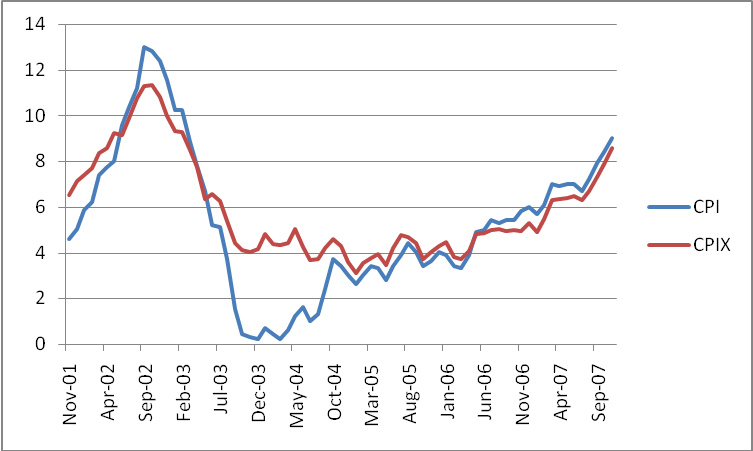 14
12
10
8
6
4
2
0
Nov-01
Apr-02
Sep-02
Feb-03
Jul-03
Dec-03
May-04
Oct-04
Mar-05
Aug-05
Jan-06
Jun-06
Nov-06
Apr-07
Sep-07
CPI
CPIX